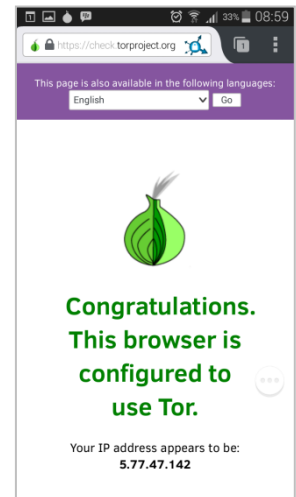 33% 08:59
https://check.torproject.org
1
This page is also available in the following languages:
English Go
Congratulations.
This browser is
configured to
use Tor.
Your IP address appears to be:
5.77.47.142